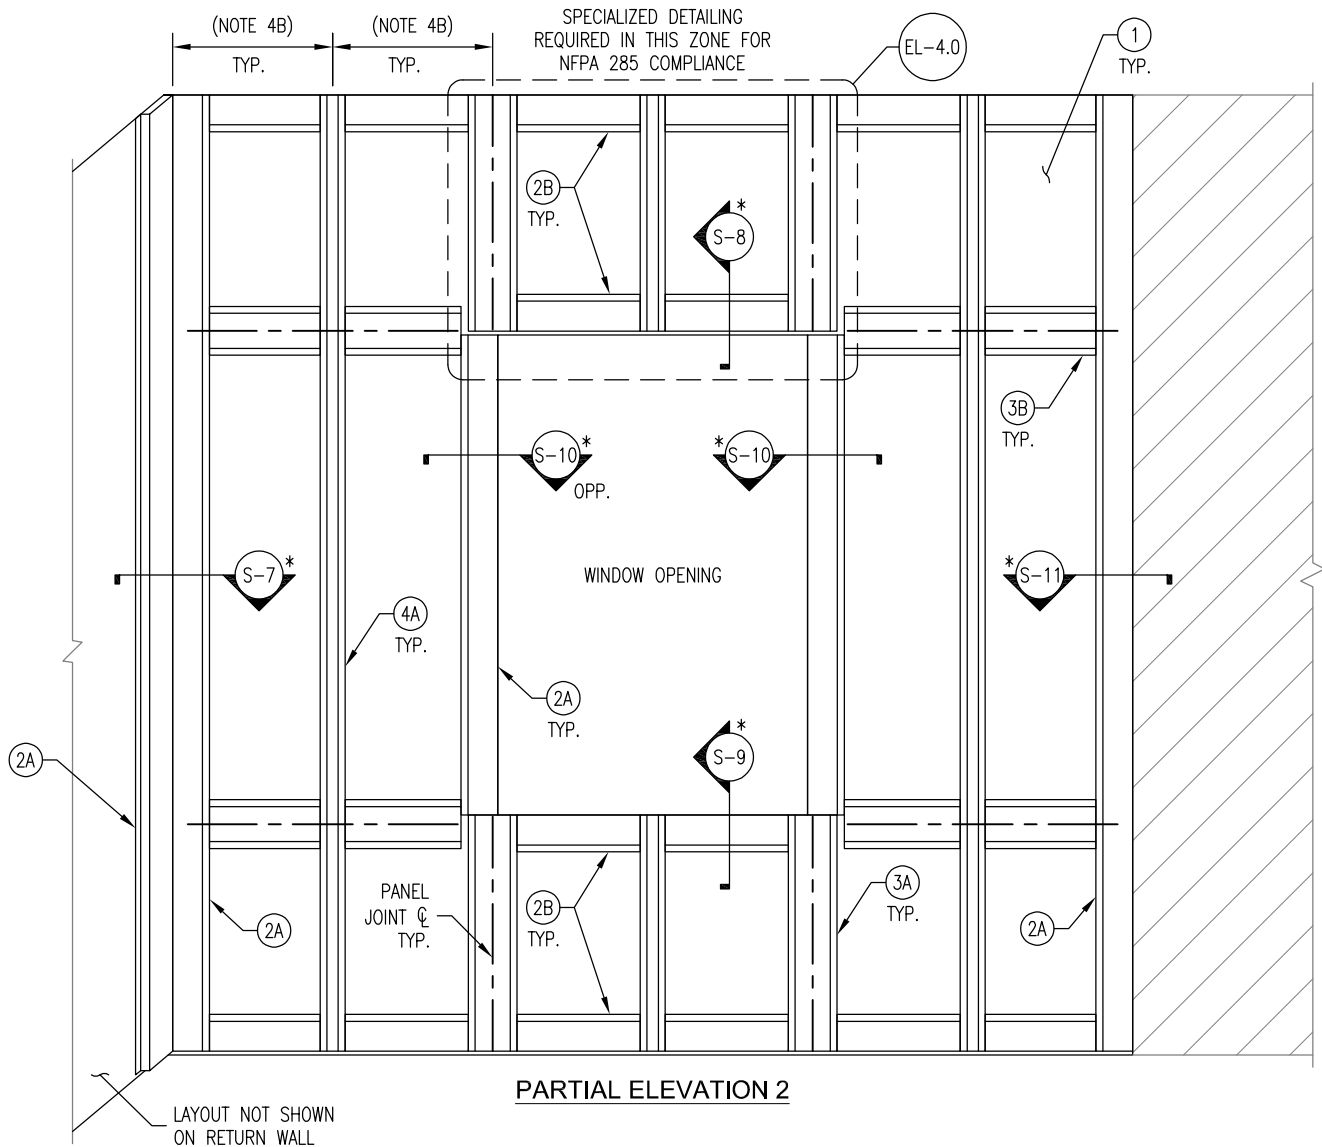 (NOTE 4B)
TYP.
(NOTE 4B)
TYP.
SPECIALIZED DETAILING
REQUIRED IN THIS ZONE FOR
NFPA 285 COMPLIANCE
EL-4.0
1
TYP.
2B
TYP.
S-8 *
3B
TYP.
S-10 *
OPP.
* S-10
S-7 *
WINDOW OPENING
* S-11
4A
TYP.
2A
TYP.
S-9 *
2A
PANEL
JOINT ℄
TYP.
2A
2B
TYP.
3A
TYP.
2A
PARTIAL ELEVATION 2
LAYOUT NOT SHOWN
ON RETURN WALL